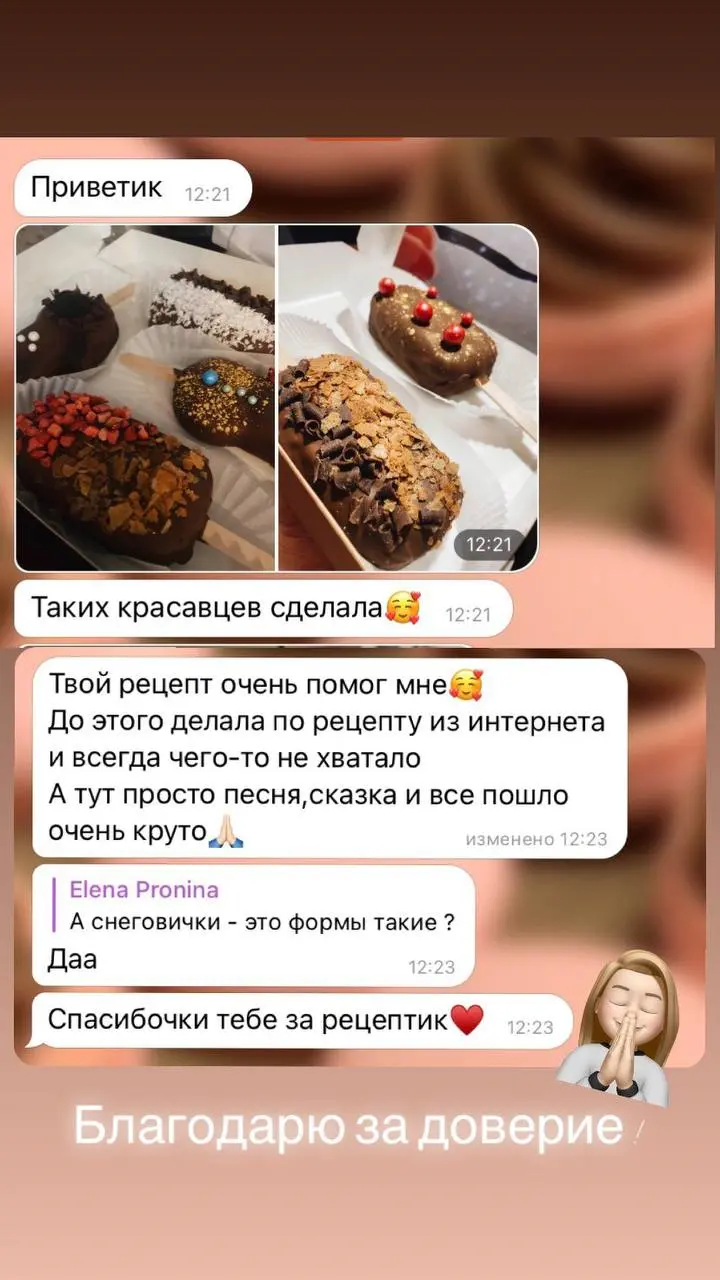 Приветик 12:21
12:21
Таких красавцев сделала🥰 12:21
Твой рецепт очень помог мне🥰
До этого делала по рецепту из интернета
и всегда чего-то не хватало
А тут просто песня,сказка и все пошло
очень круто🙏🏻 изменено 12:23
Elena Pronina
А снеговички - это формы такие ?
Даа 12:23
Спасибочки тебе за рецептик❤️ 12:23
Благодарю за доверие